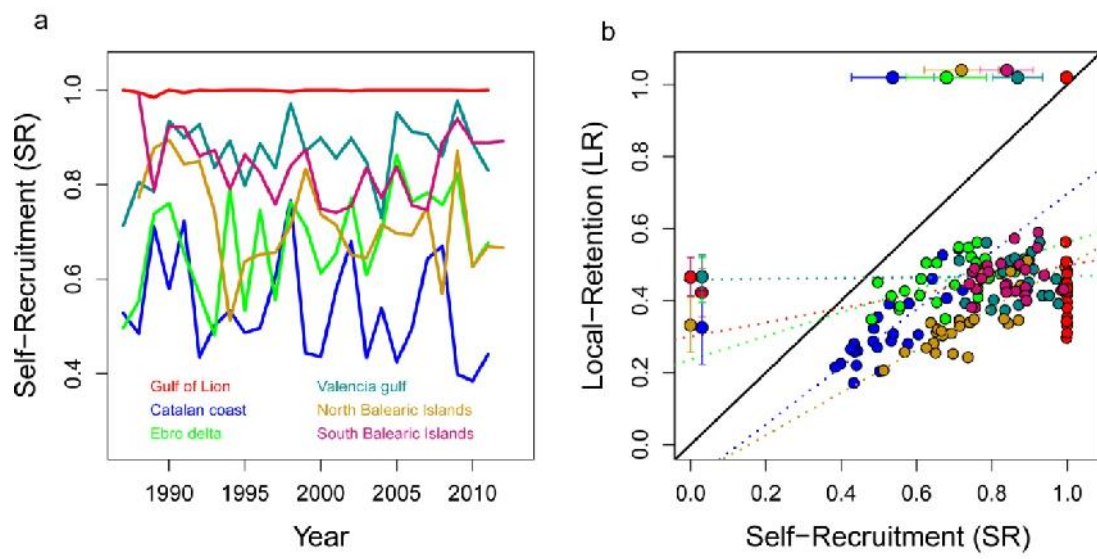 a
Self-Recruitment (SR)
1.0
0.8
0.6
0.4
Gulf of Lion
Catalan coast
Ebro delta
Valencia gulf
North Balearic Islands
South Balearic Islands
1990 1995 2000 2005 2010
Year
b
Local-Retention (LR)
1.0
0.8
0.6
0.4
0.2
0.0
0.0 0.2 0.4 0.6 0.8 1.0
Self-Recruitment (SR)